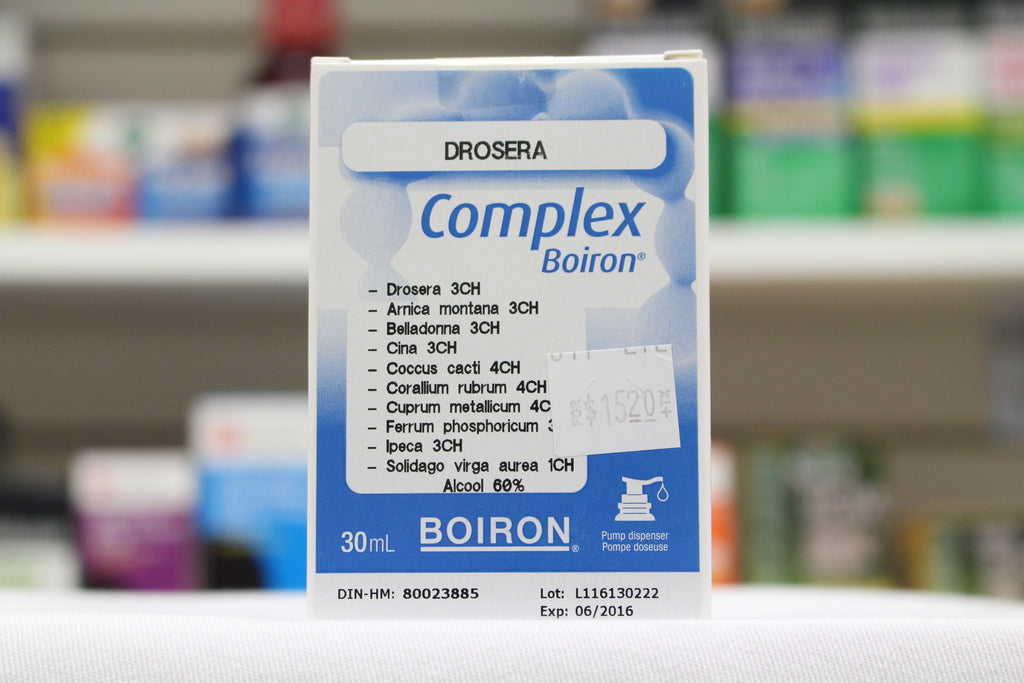 DROSERA
Complex
Boiron®
– Drosera 3CH
– Arnica montana 3CH
– Belladonna 3CH
– Cina 3CH
– Coccus cacti 4CH
– Corallium rubrum 4CH
– Cuprum metallicum 4C
– Ferrum phosphoricum
– Ipeca 3CH
– Solidago virga aurea 1CH
Alcool 60%
$1520
30mL
BOIRON®
Pump dispenser
Pompe doseuse
DIN-HM: 80023885
Lot: L116130222
Exp: 06/2016